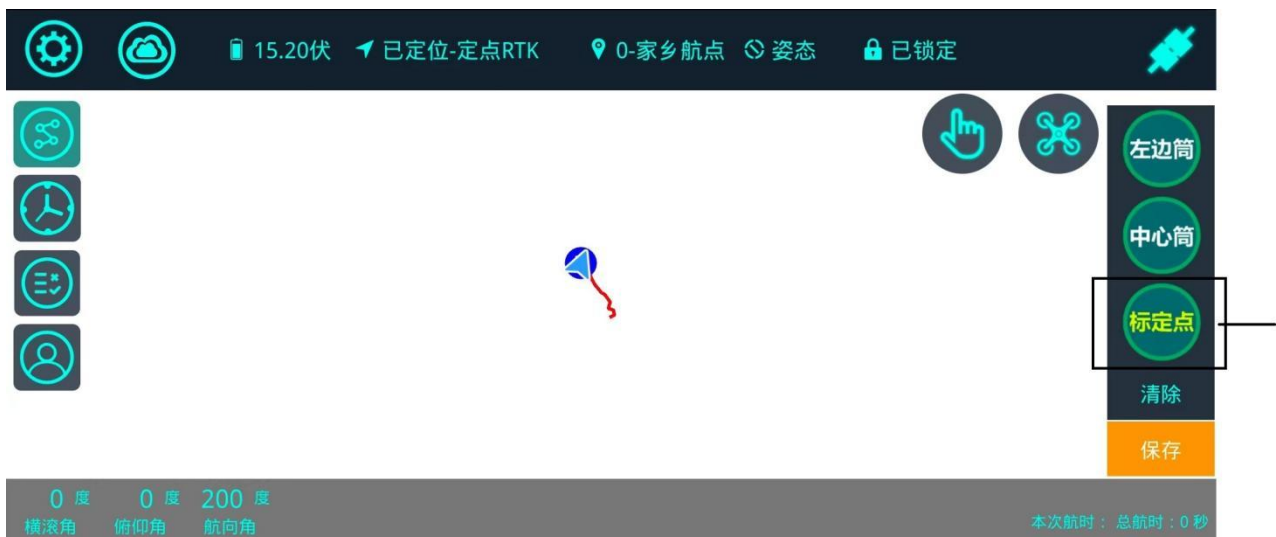 15.20伏 已定位-定点RTK 0-家乡航点 姿态 已锁定
左边筒
中心筒
标定点
清除
保存
0 度 0 度 200 度
横滚角 俯仰角 航向角
本次航时： 总航时：0 秒